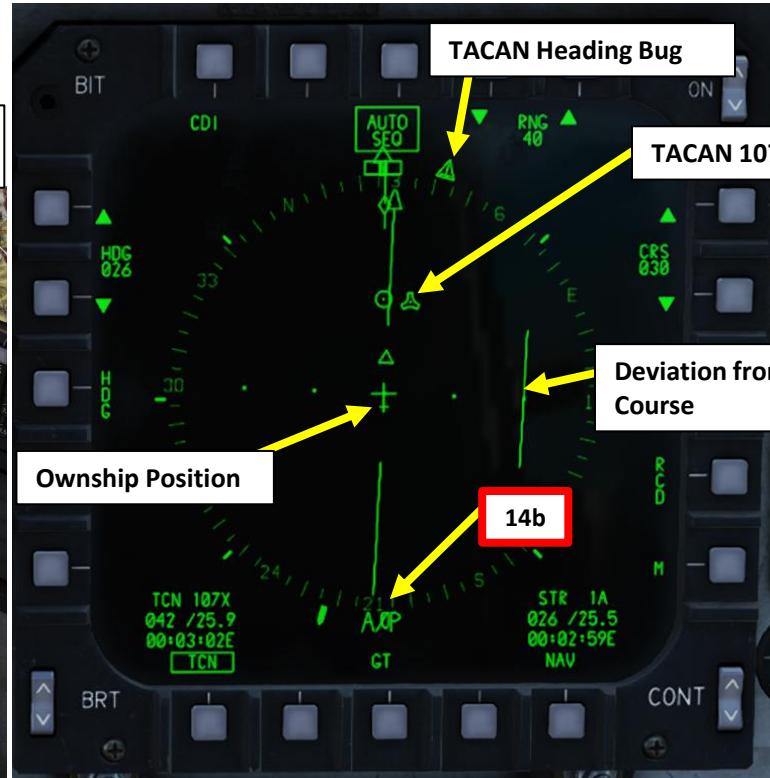 TACAN Heading Bug
BIT
ON
CDI
AUTO
SEQ
RNG
40
TACAN 107
N
3
6
33
E
30
HDG
026
CRS
030
HDG
Deviation from
Course
Ownship Position
14b
RCD
M
24
21
S
A/P
TCN 107X
042 /25.9
00:03:02E
TCN
GT
STR 1A
026 /25.5
00:02:59E
NAV
BRT
CONT